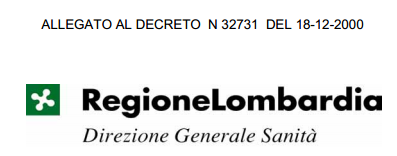 ALLEGATO AL DECRETO N 32731 DEL 18-12-2000
RegioneLombardia
Direzione Generale Sanità